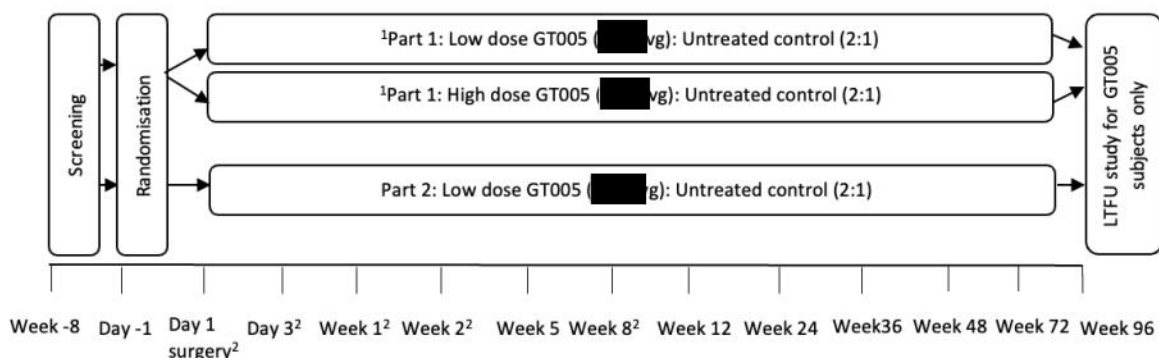 Screening
Randomisation
¹Part 1: Low dose GT005 (vg): Untreated control (2:1)
¹Part 1: High dose GT005 (vg): Untreated control (2:1)
Part 2: Low dose GT005 (vg): Untreated control (2:1)
LTFU study for GT005
subjects only
Week -8 Day -1 Day 1 Day 3² Week 1² Week 2² Week 5 Week 8² Week 12 Week 24 Week36 Week 48 Week 72 Week 96
surgery²